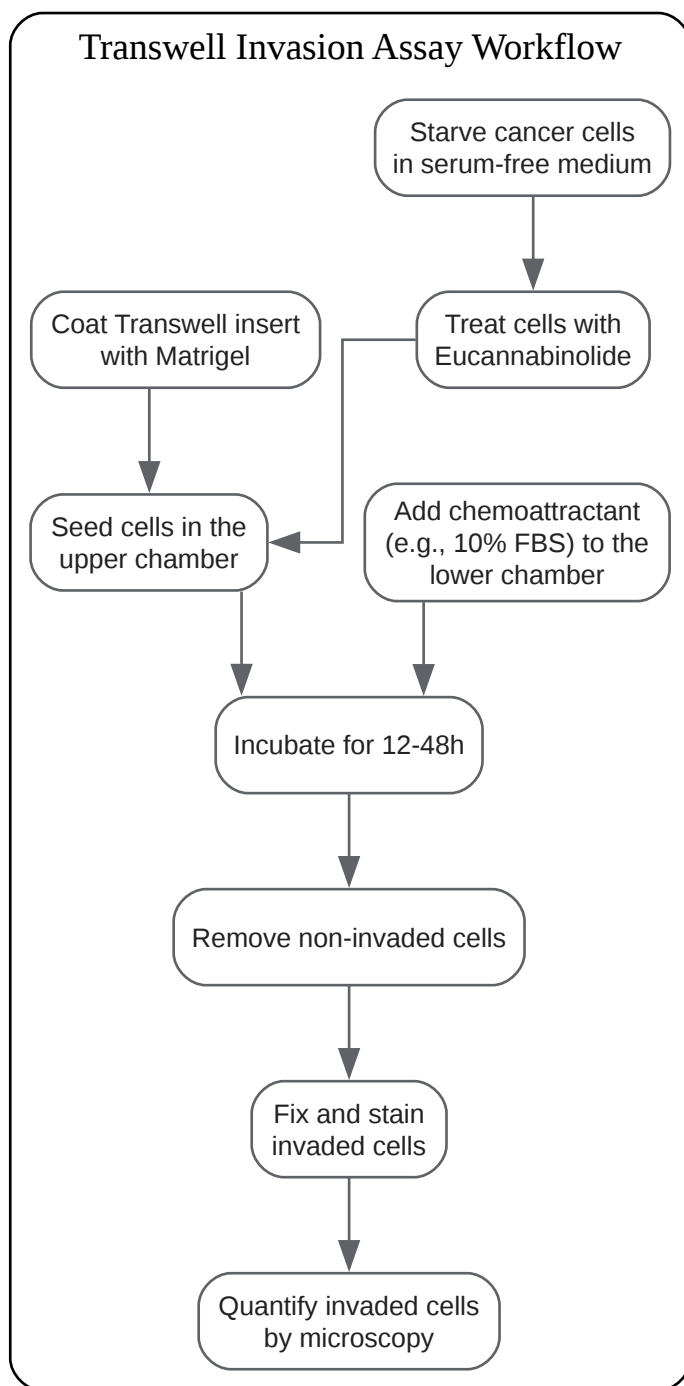 Transwell Invasion Assay Workflow
Starve cancer cells
in serum-free medium
Coat Transwell insert
with Matrigel
Treat cells with
Eucannabinolide
Seed cells in the
upper chamber
Add chemoattractant
(e.g., 10% FBS) to the
lower chamber
Incubate for 12-48h
Remove non-invaded cells
Fix and stain
invaded cells
Quantify invaded cells
by microscopy